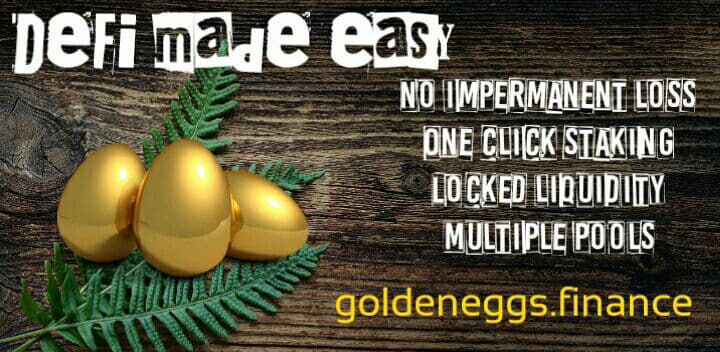 DeFi made easy
NO IMPERMANENT LOSS
ONE CLICK STAKING
LOCKED LIQUIDITY
MULTIPLE POOLS
goldeneggs.finance